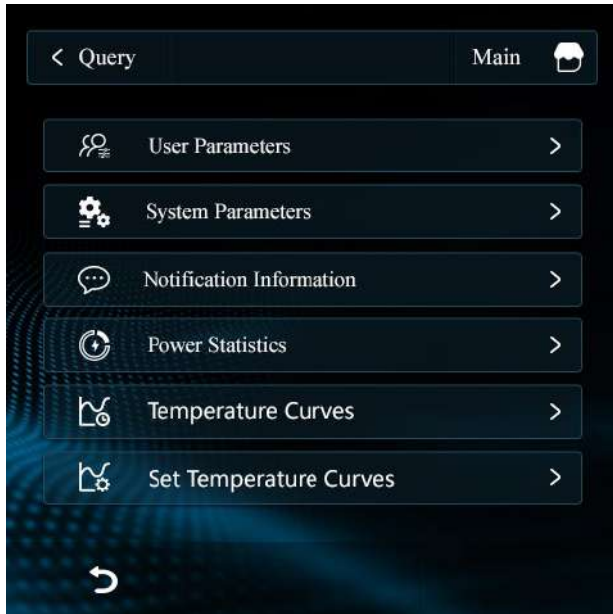 Query
Main
User Parameters
System Parameters
Notification Information
Power Statistics
Temperature Curves
Set Temperature Curves